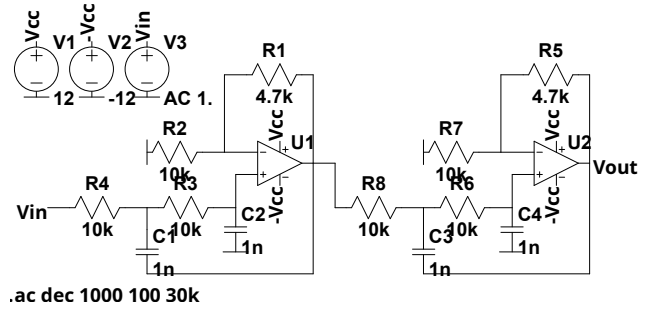 Vcc
V1
12
-Vcc
V2
-12
Vin
V3
AC 1.
R1
4.7k
R5
4.7k
R2
10k
Vcc
U1
-Vcc
R7
10k
Vcc
U2
-Vcc
Vout
Vin
R4
10k
R3
10k
C1
1n
C2
1n
R8
10k
R6
10k
C3
1n
C4
1n
.ac dec 1000 100 30k